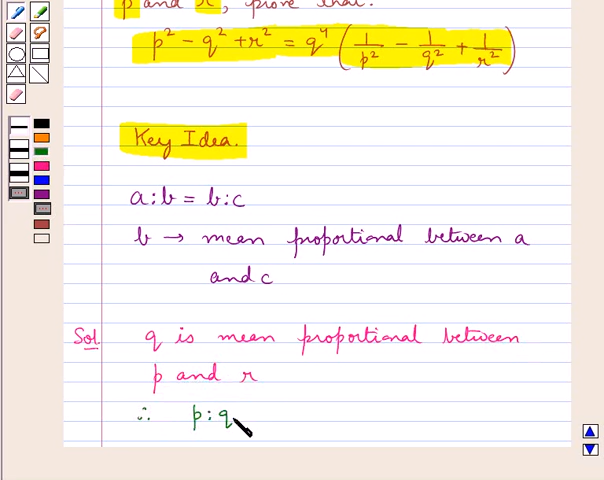 p and r, prove that.
p² - q² + r² = q⁴ ( 1/p² - 1/q² + 1/r² )
Key Idea.
a : b = b : c
b → mean proportional between a
and c
Sol q is mean proportional between
p and r
∴ p : q